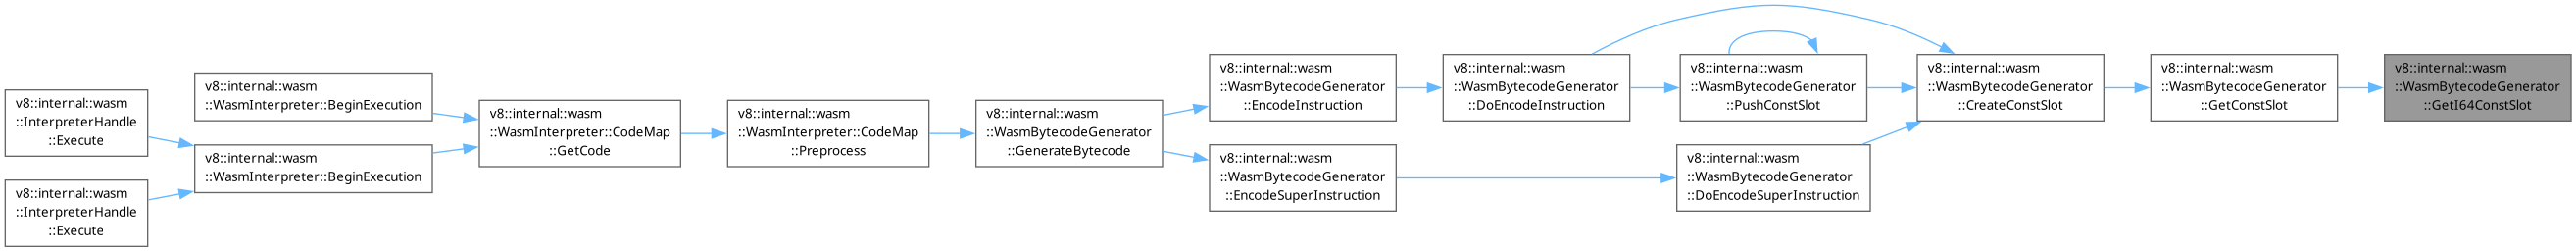 v8::internal::wasm
::InterpreterHandle
::Execute
v8::internal::wasm
::InterpreterHandle
::Execute
v8::internal::wasm
::WasmInterpreter::BeginExecution
v8::internal::wasm
::WasmInterpreter::BeginExecution
v8::internal::wasm
::WasmInterpreter::CodeMap
::GetCode
v8::internal::wasm
::WasmInterpreter::CodeMap
::Preprocess
v8::internal::wasm
::WasmBytecodeGenerator
::GenerateBytecode
v8::internal::wasm
::WasmBytecodeGenerator
::EncodeInstruction
v8::internal::wasm
::WasmBytecodeGenerator
::EncodeSuperInstruction
v8::internal::wasm
::WasmBytecodeGenerator
::DoEncodeInstruction
v8::internal::wasm
::WasmBytecodeGenerator
::PushConstSlot
v8::internal::wasm
::WasmBytecodeGenerator
::DoEncodeSuperInstruction
v8::internal::wasm
::WasmBytecodeGenerator
::CreateConstSlot
v8::internal::wasm
::WasmBytecodeGenerator
::GetConstSlot
v8::internal::wasm
::WasmBytecodeGenerator
::GetI64ConstSlot